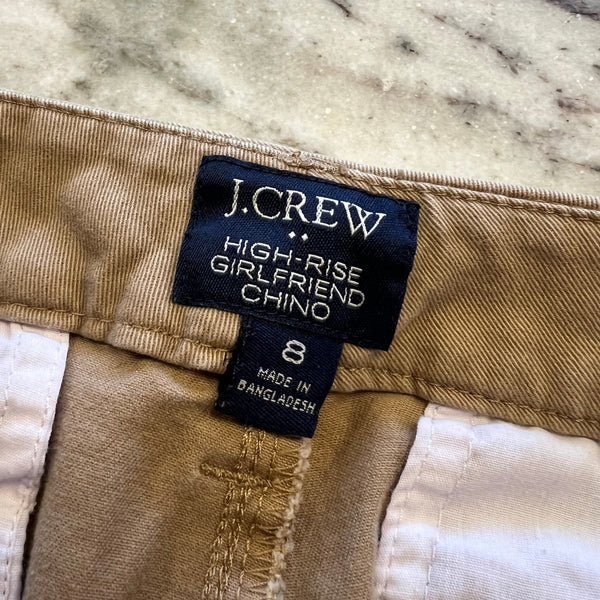 J.CREW
HIGH-RISE
GIRLFRIEND
CHINO
8
MADE IN
BANGLADESH